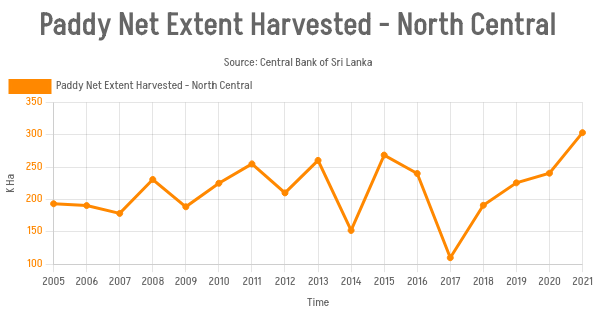 Paddy Net Extent Harvested - North Central
Source: Central Bank of Sri Lanka
Paddy Net Extent Harvested - North Central
350
300
250
200
150
100
K Ha
2005 2006 2007 2008 2009 2010 2011 2012 2013 2014 2015 2016 2017 2018 2019 2020 2021
Time